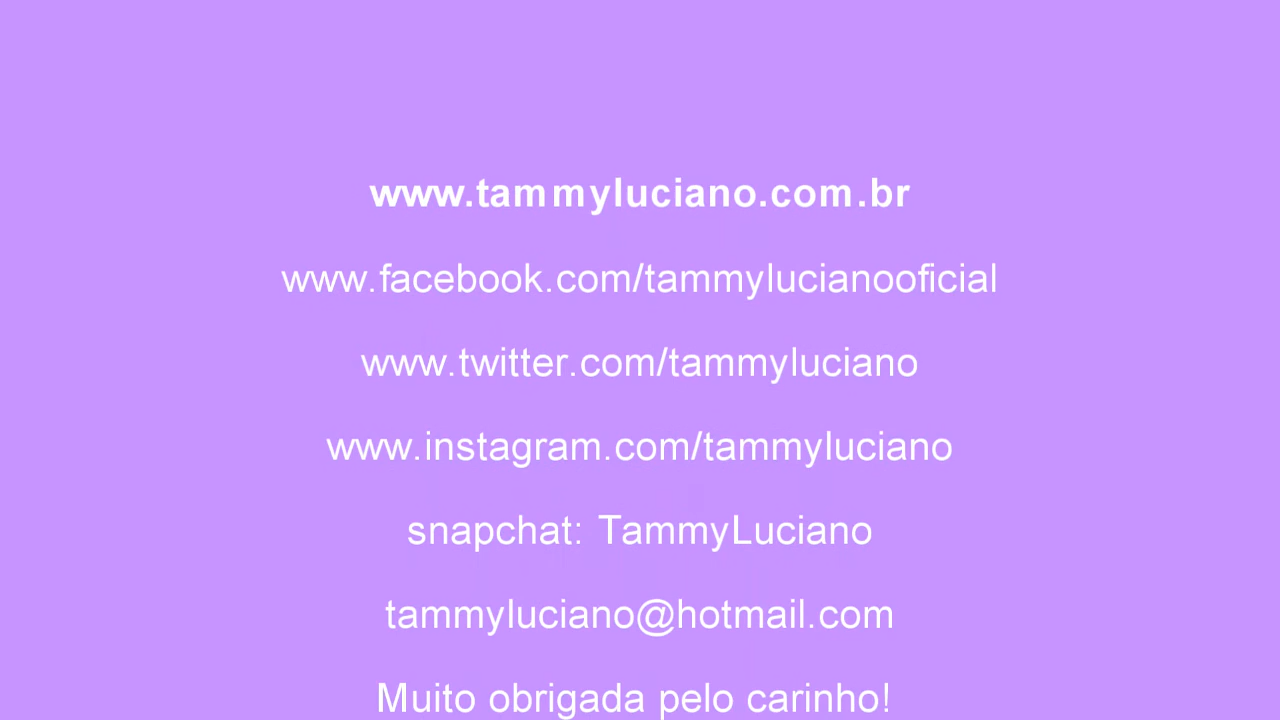 www.tammyluciano.com.br
www.facebook.com/tammylucianooficial
www.twitter.com/tammyluciano
www.instagram.com/tammyluciano
snapchat: TammyLuciano
tammyluciano@hotmail.com
Muito obrigada pelo carinho!